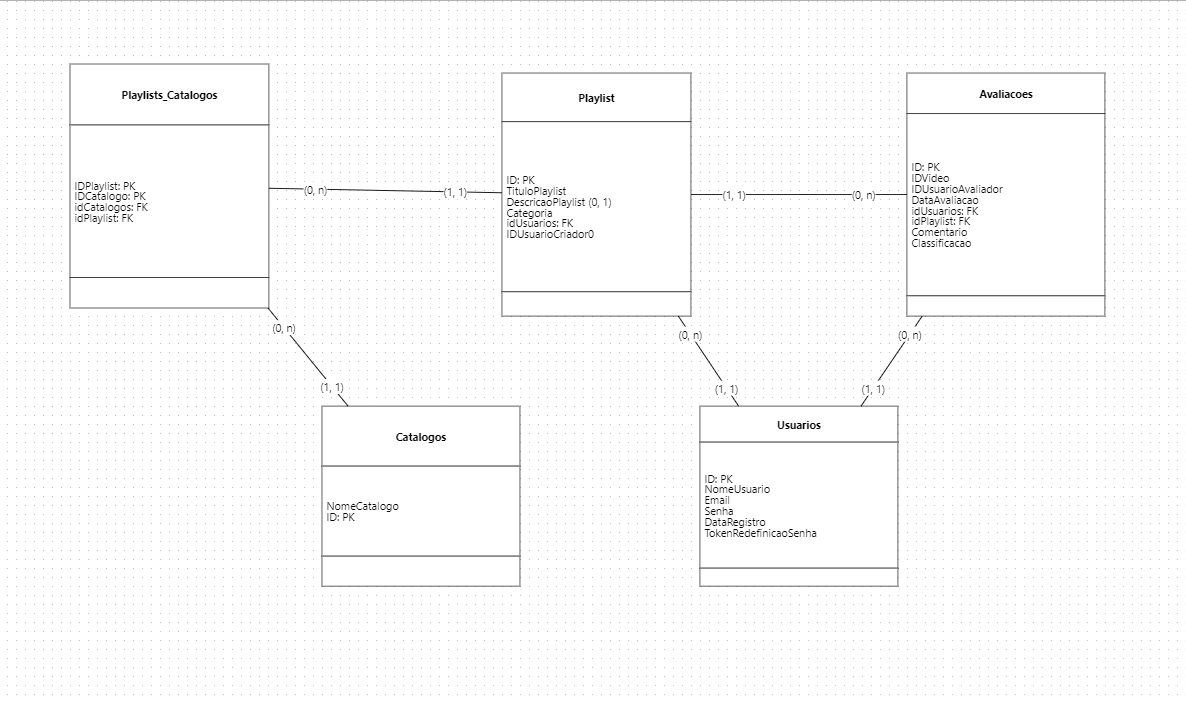 Playlists_Catalogos
IDPlaylist: PK
IDCatalogo: PK
idCatalogos: FK
idPlaylist: FK
(0, n)
(1, 1)
Playlist
ID: PK
TituloPlaylist
DescricaoPlaylist (0, 1)
Categoria
idUsuarios: FK
IDUsuarioCriador0
(1, 1)
(0, n)
Avaliacoes
ID: PK
IDVideo
IDUsuarioAvaliador
DataAvaliacao
idUsuarios: FK
idPlaylist: FK
Comentario
Classificacao
(0, n)
(1, 1)
(0, n)
(1, 1)
(0, n)
(1, 1)
Catalogos
NomeCatalogo
ID: PK
Usuarios
ID: PK
NomeUsuario
Email
Senha
DataRegistro
TokenRedefinicaoSenha